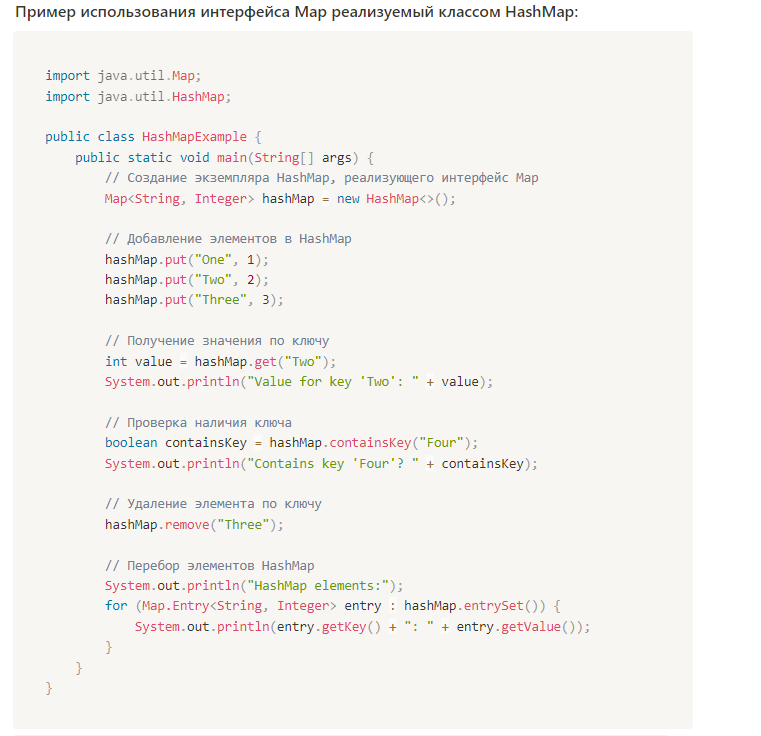 Пример использования интерфейса Map реализуемый классом HashMap:
import java.util.Map;
import java.util.HashMap;
public class HashMapExample {
public static void main(String[] args) {
// Создание экземпляра HashMap, реализующего интерфейс Map
Map<String, Integer> hashMap = new HashMap<>();
// Добавление элементов в HashMap
hashMap.put("One", 1);
hashMap.put("Two", 2);
hashMap.put("Three", 3);
// Получение значения по ключу
int value = hashMap.get("Two");
System.out.println("Value for key 'Two': " + value);
// Проверка наличия ключа
boolean containsKey = hashMap.containsKey("Four");
System.out.println("Contains key 'Four'? " + containsKey);
// Удаление элемента по ключу
hashMap.remove("Three");
// Перебор элементов HashMap
System.out.println("HashMap elements:");
for (Map.Entry<String, Integer> entry : hashMap.entrySet()) {
System.out.println(entry.getKey() + ": " + entry.getValue());
}
}
}